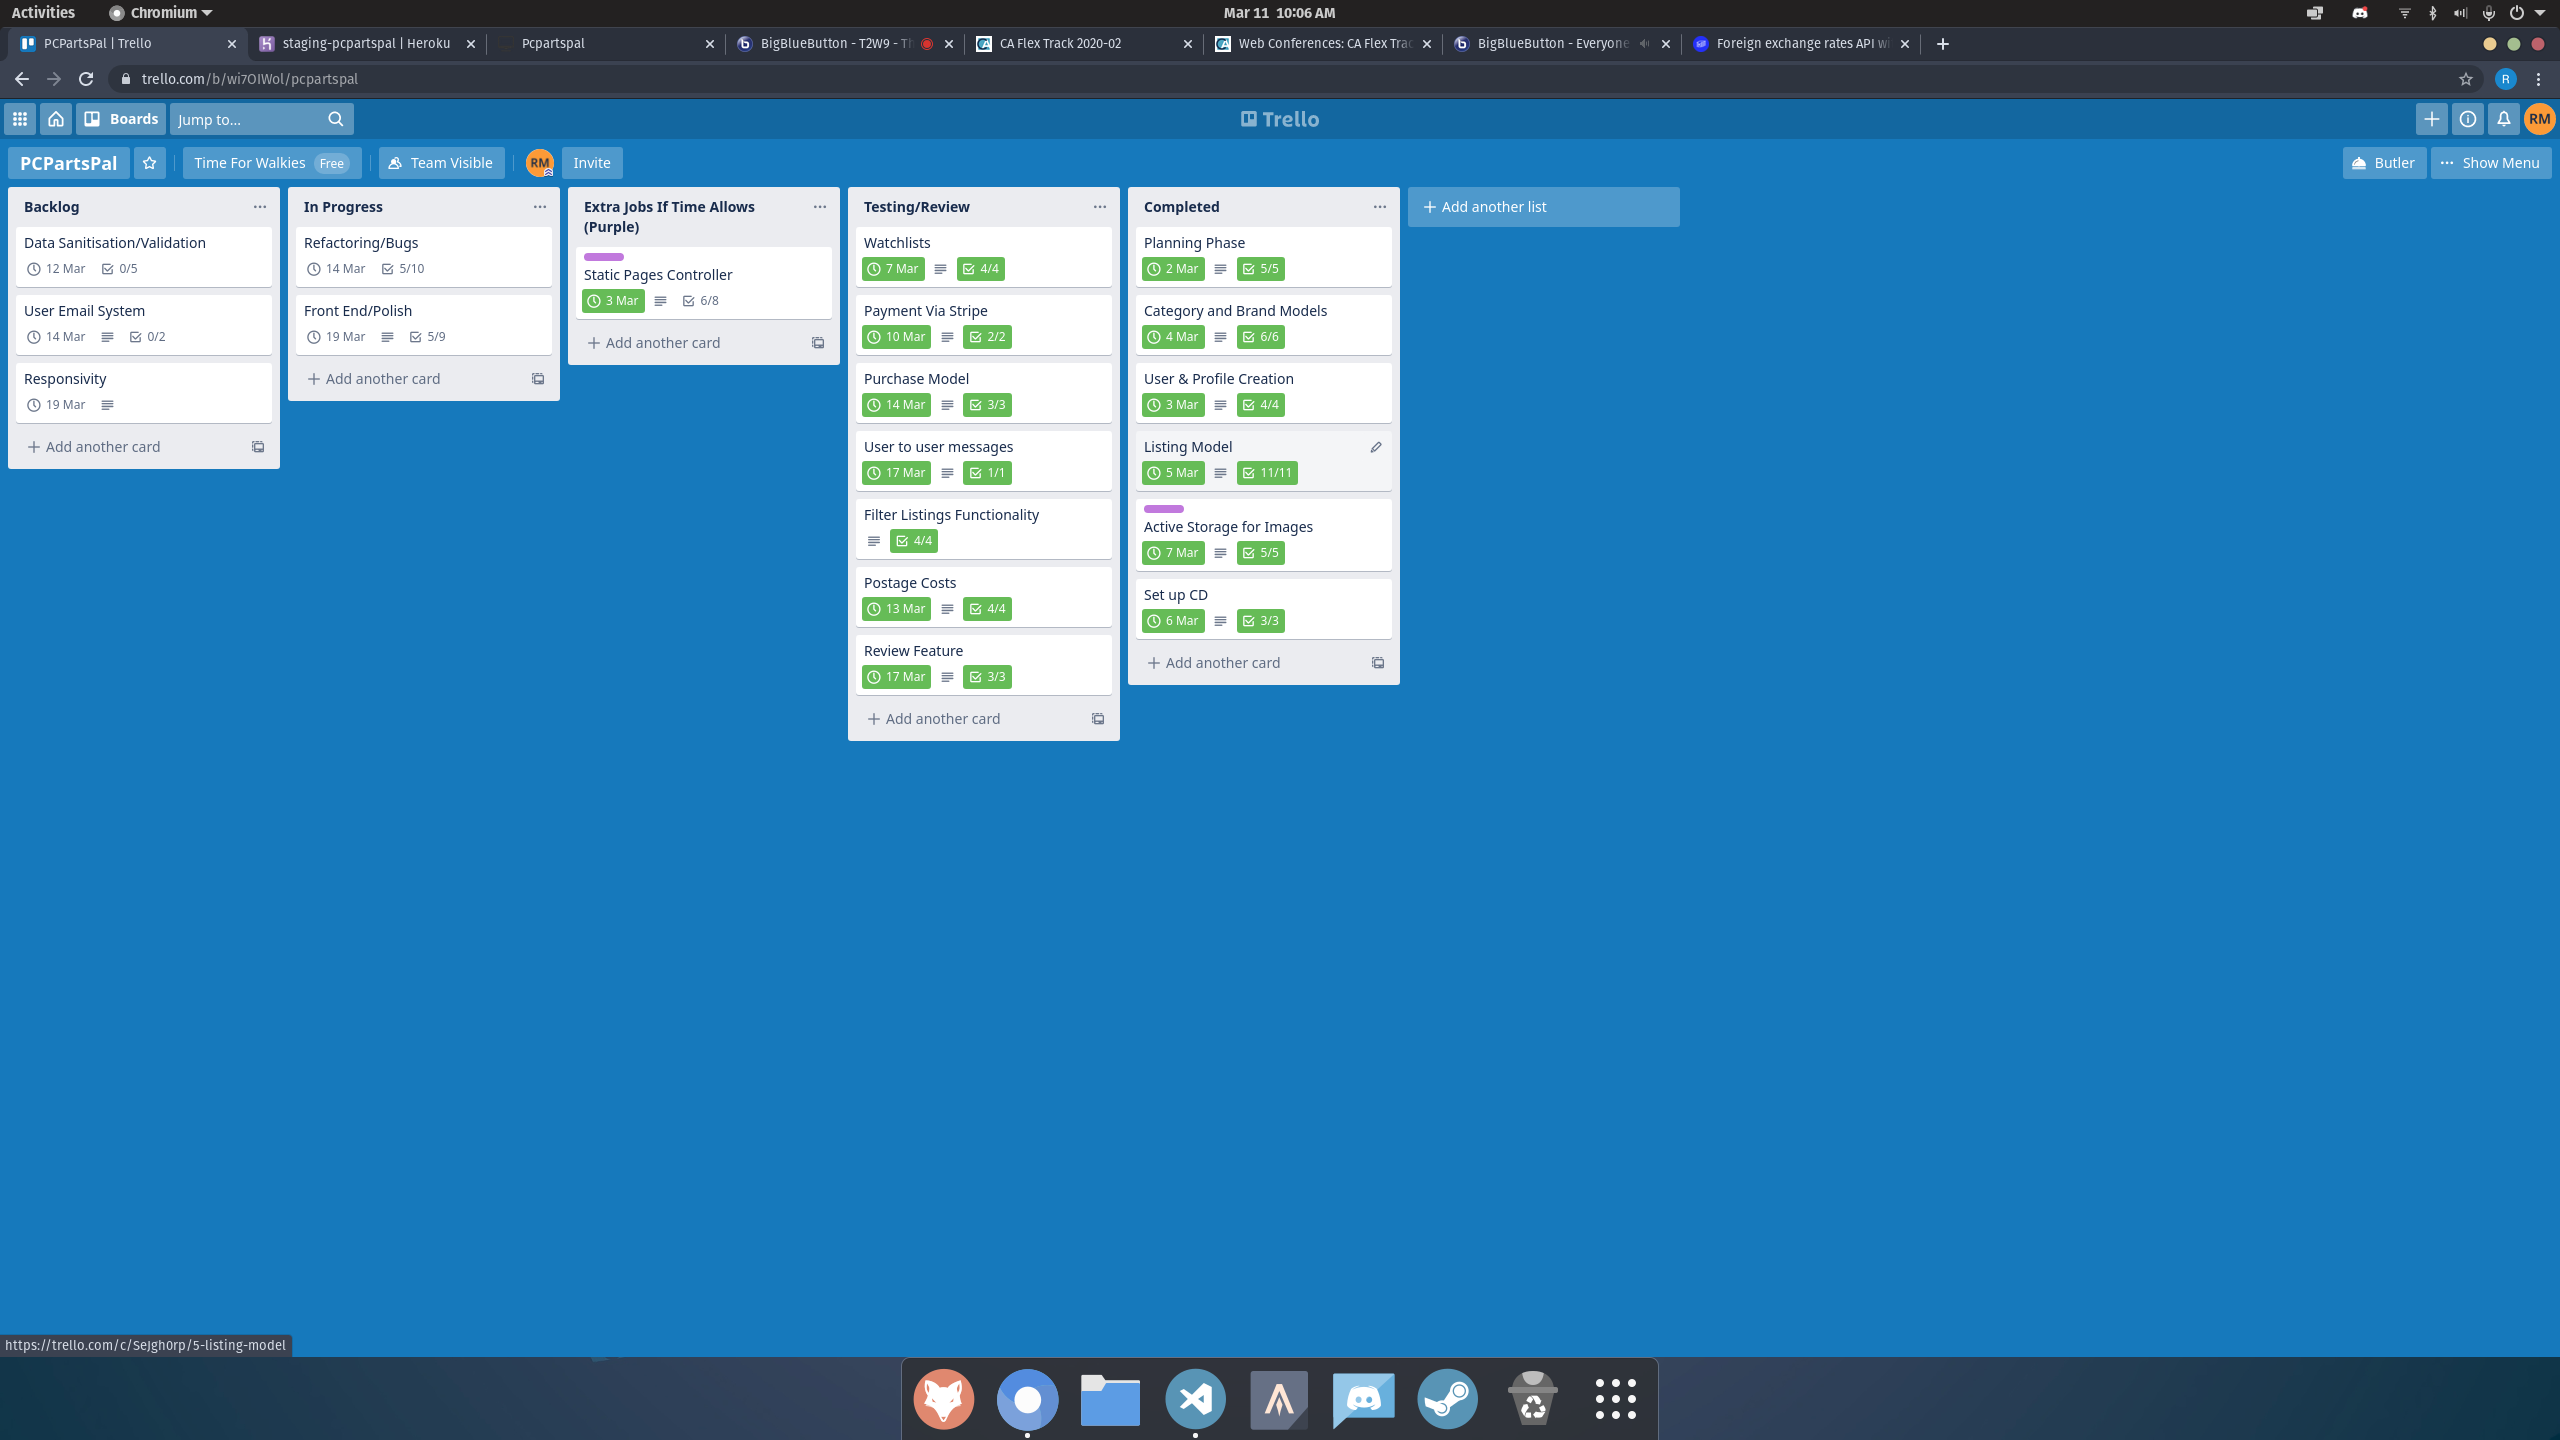 Activities
Chromium
Mar 11 10:06 AM
PCPartsPal | Trello
staging-pcpartspal | Heroku
Pcpartspal
BigBlueButton - T2W9 - Th
CA Flex Track 2020-02
Web Conferences: CA Flex Trac
BigBlueButton - Everyone
Foreign exchange rates API wi
trello.com/b/wi7OIWol/pcpartspal
R
Boards
Jump to...
Trello
RM
PCPartsPal
Time For Walkies Free
Team Visible
RM
Invite
Butler
Show Menu
Backlog
Data Sanitisation/Validation
12 Mar 0/5
User Email System
14 Mar 0/2
Responsivity
19 Mar
Add another card
In Progress
Refactoring/Bugs
14 Mar 5/10
Front End/Polish
19 Mar 5/9
Add another card
Extra Jobs If Time Allows
(Purple)
Static Pages Controller
3 Mar 6/8
Add another card
Testing/Review
Watchlists
7 Mar 4/4
Payment Via Stripe
10 Mar 2/2
Purchase Model
14 Mar 3/3
User to user messages
17 Mar 1/1
Filter Listings Functionality
4/4
Postage Costs
13 Mar 4/4
Review Feature
17 Mar 3/3
Add another card
Completed
Planning Phase
2 Mar 5/5
Category and Brand Models
4 Mar 6/6
User & Profile Creation
3 Mar 4/4
Listing Model
5 Mar 11/11
Active Storage for Images
7 Mar 5/5
Set up CD
6 Mar 3/3
Add another card
Add another list
https://trello.com/c/SeJgh0rp/5-listing-model